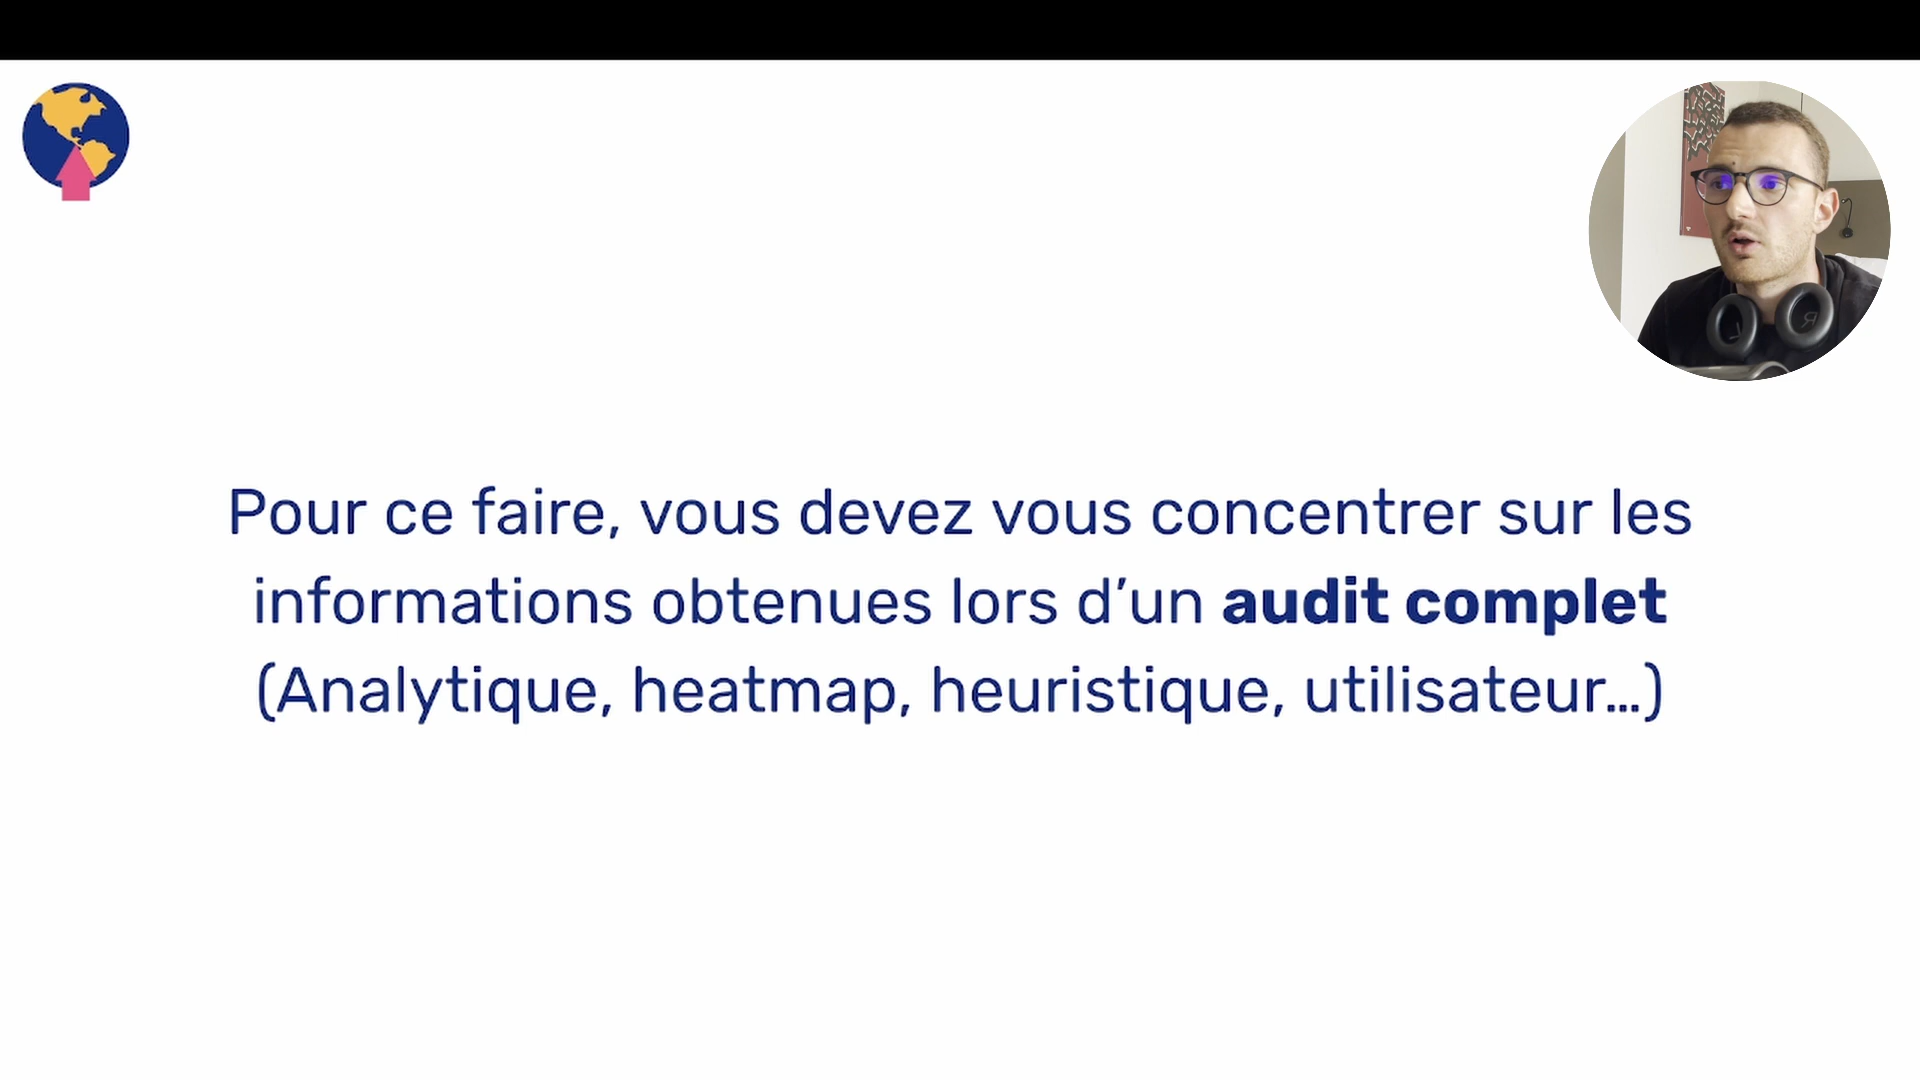 Pour ce faire, vous devez vous concentrer sur les
informations obtenues lors d’un audit complet
(Analytique, heatmap, heuristique, utilisateur…)